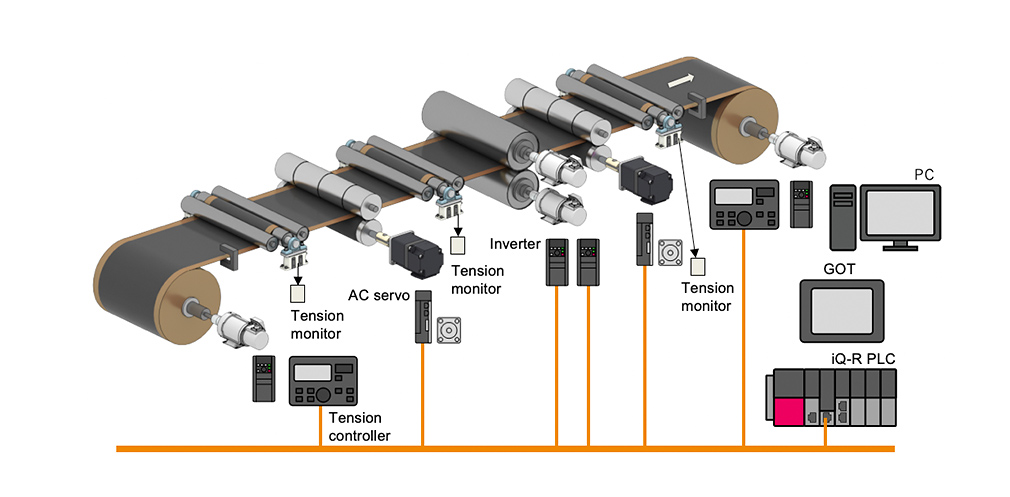 PC
Inverter
Tension
monitor
GOT
Tension
monitor
AC servo
Tension
monitor
iQ-R PLC
Tension
controller